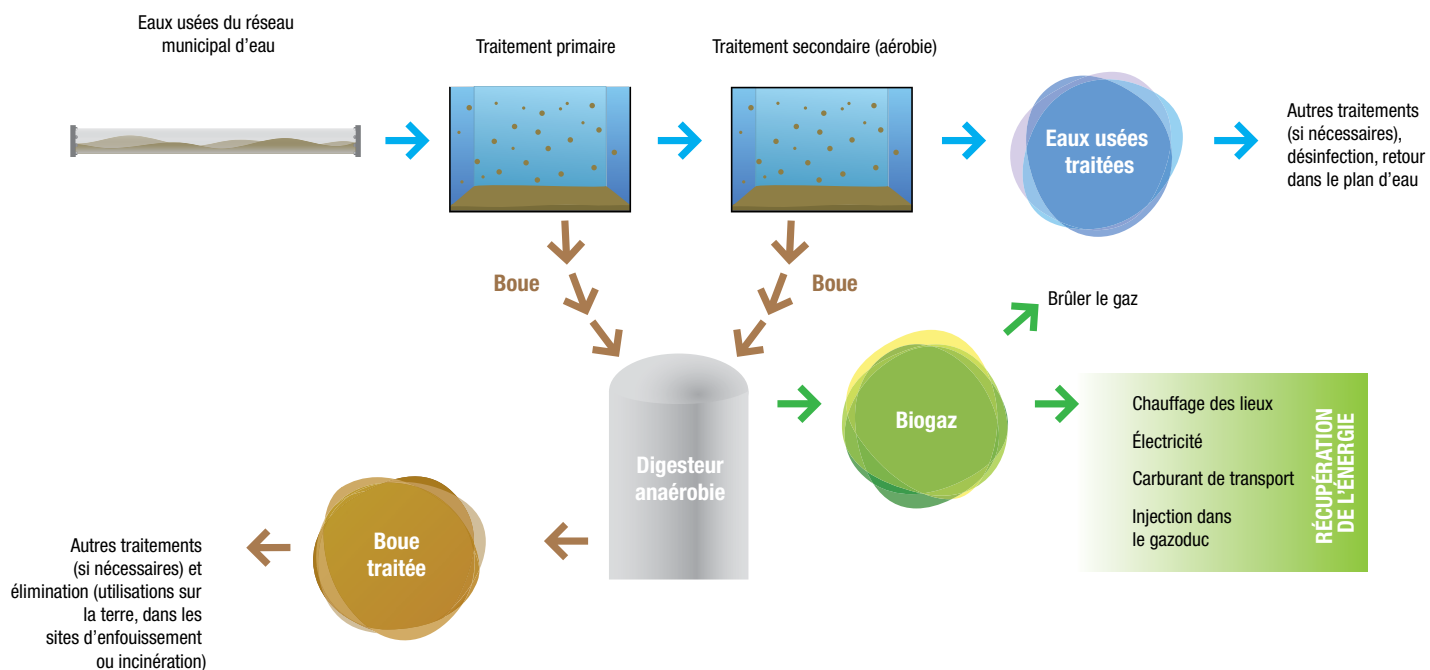 Eaux usées du réseau
municipal d'eau
Traitement primaire
Traitement secondaire (aérobie)
Eaux usées
traitées
Autres traitements
(si nécessaires),
désinfection, retour
dans le plan d'eau
Boue
Boue
Brûler le gaz
Digesteur
anaérobie
Biogaz
Chauffage des lieux
Électricité
Carburant de transport
Injection dans
le gazoduc
RÉCUPÉRATION
DE L'ÉNERGIE
Boue
traitée
Autres traitements
(si nécessaires) et
élimination (utilisations sur
la terre, dans les
sites d'enfouissement
ou incinération)